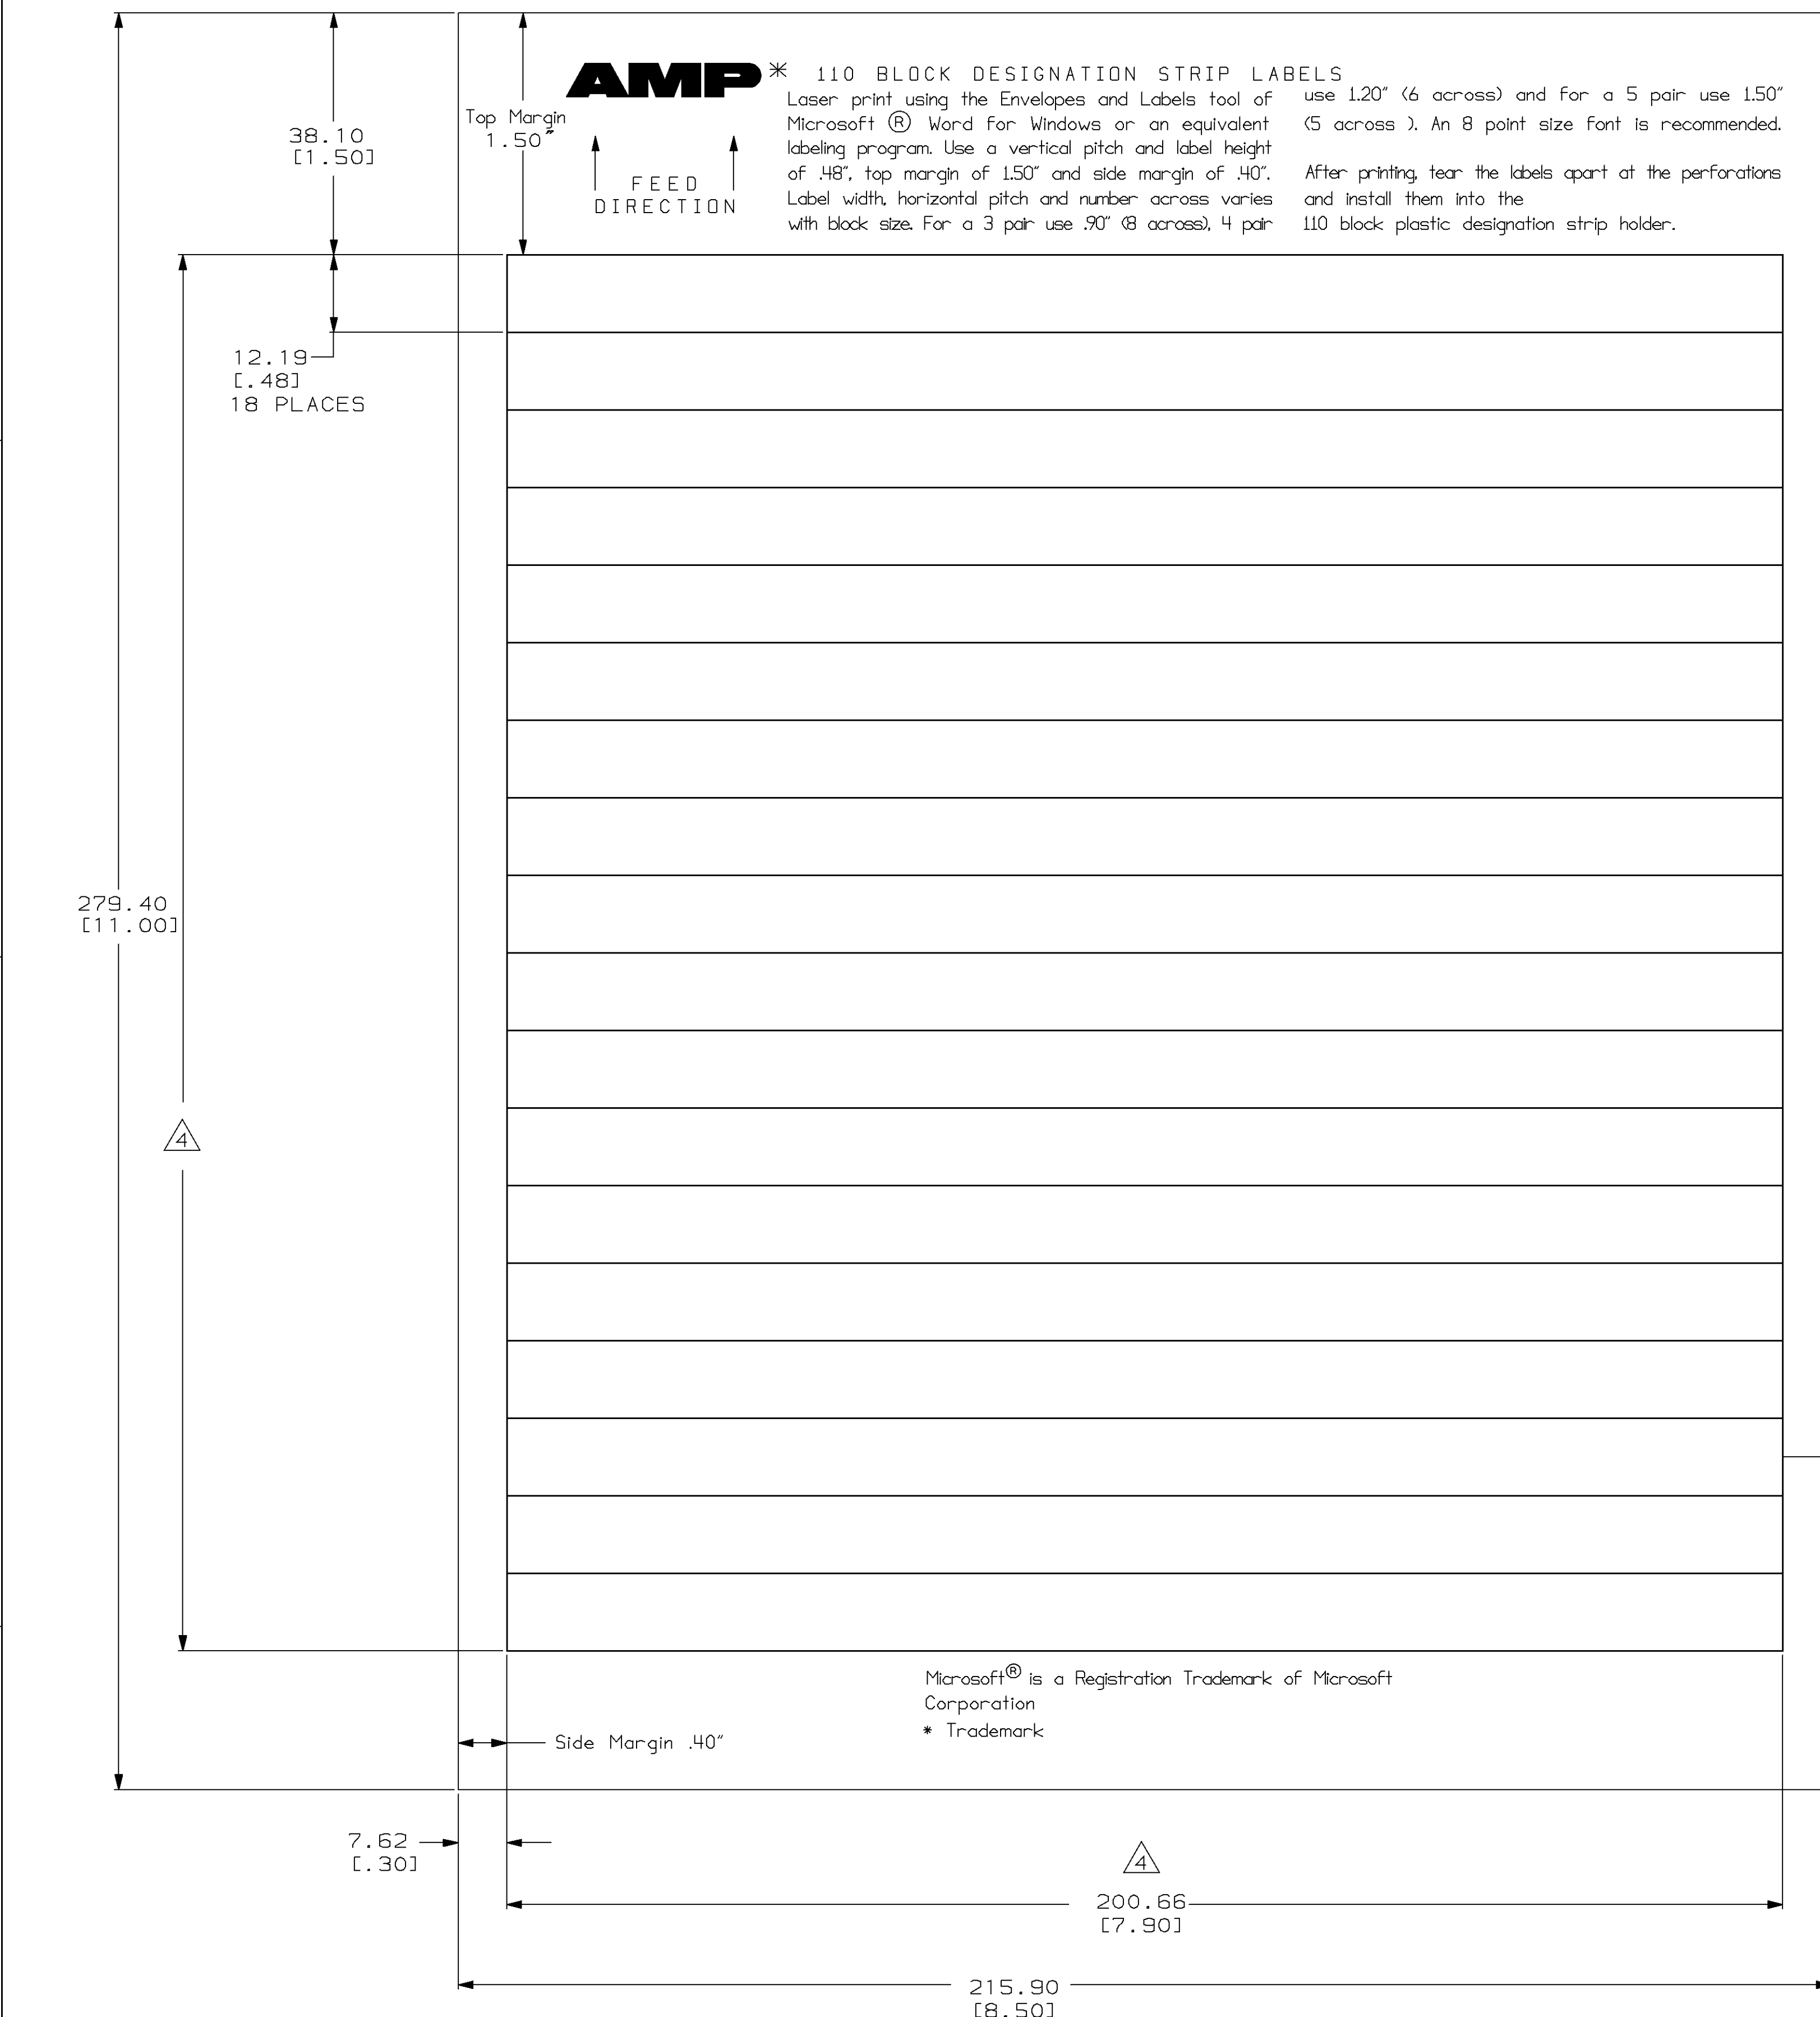 AMP* 110 BLOCK DESIGNATION STRIP LABELS
Laser print using the Envelopes and Labels tool of
Microsoft ® Word for Windows or an equivalent
labeling program. Use a vertical pitch and label height
of .48", top margin of 1.50" and side margin of .40".
Label width, horizontal pitch and number across varies
with block size. For a 3 pair use .90" (8 across), 4 pair
use 1.20" (6 across) and for a 5 pair use 1.50"
(5 across ). An 8 point size font is recommended.
After printing, tear the labels apart at the perforations
and install them into the
110 block plastic designation strip holder.
Top Margin
1.50"
FEED
DIRECTION
38.10
[1.50]
12.19
[.48]
18 PLACES
279.40
[11.00]
4
Microsoft® is a Registration Trademark of Microsoft
Corporation
* Trademark
Side Margin .40"
7.62
[.30]
4
200.66
[7.90]
215.90
[8.50]